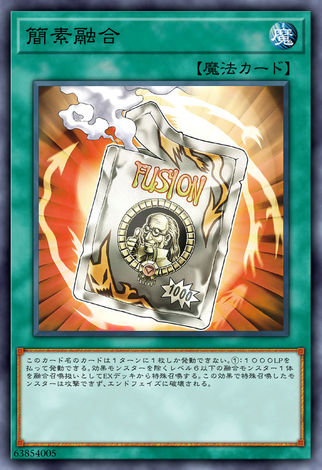 簡素融合
魔
【魔法カード】
FUSION
1000
このカード名のカードは1ターンに1枚しか発動できない。①:1000LPを
払って発動できる。効果モンスターを除くレベル6以下の融合モンスター1体
を融合召喚扱いとしてEXデッキから特殊召喚する。この効果で特殊召喚したモ
ンスターは攻撃できず、エンドフェイズに破壊される。
63854005